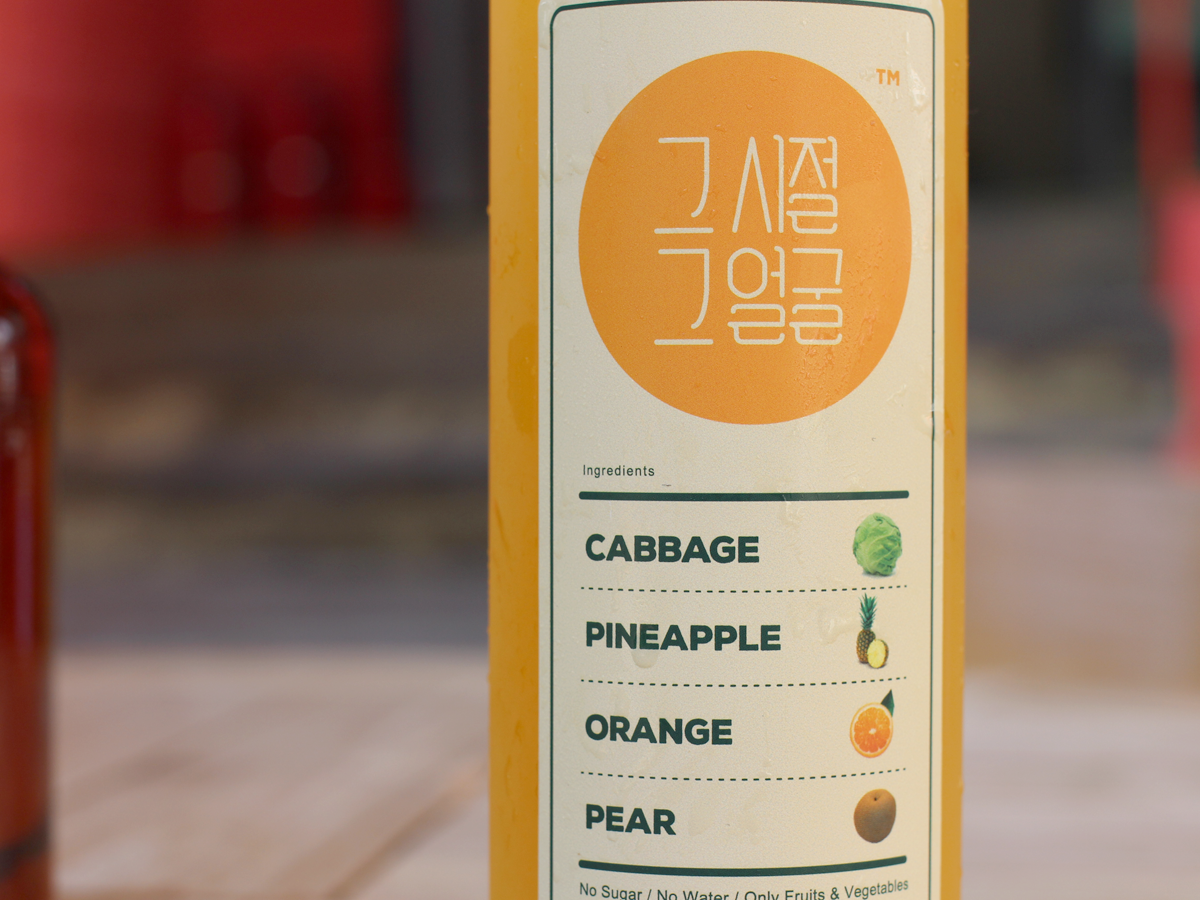 TM
그시절
그얼굴
Ingredients
CABBAGE
PINEAPPLE
ORANGE
PEAR
No Sugar / No Water / Only Fruits & Vegetables